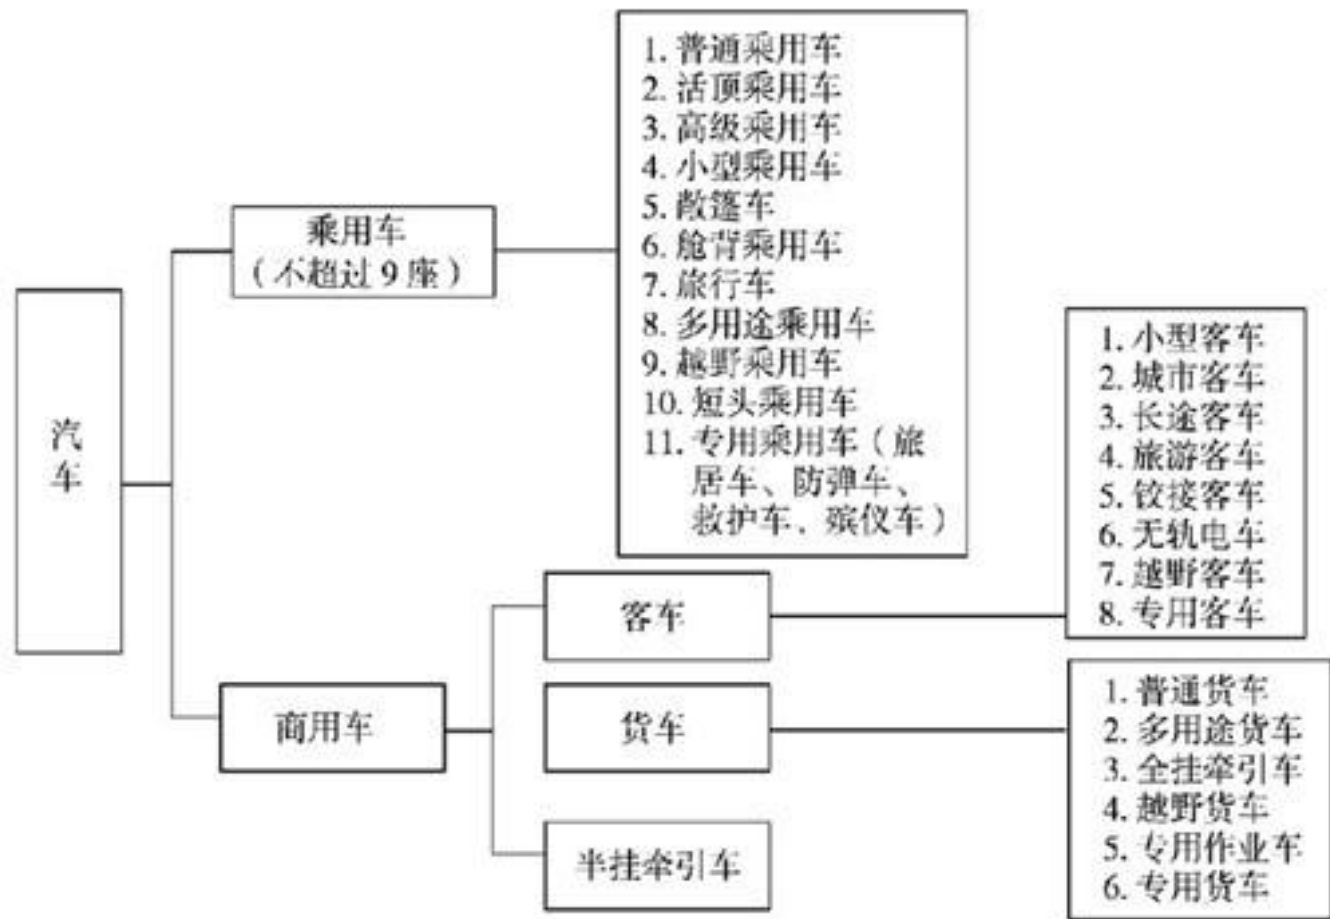 汽车
乘用车
（不超过9座）
1. 普通乘用车
2. 活顶乘用车
3. 高级乘用车
4. 小型乘用车
5. 敞篷车
6. 舱背乘用车
7. 旅行车
8. 多用途乘用车
9. 越野乘用车
10. 短头乘用车
11. 专用乘用车（旅
居车、防弹车、
救护车、殡仪车）
商用车
客车
1. 小型客车
2. 城市客车
3. 长途客车
4. 旅游客车
5. 铰接客车
6. 无轨电车
7. 越野客车
8. 专用客车
货车
1. 普通货车
2. 多用途货车
3. 全挂牵引车
4. 越野货车
5. 专用作业车
6. 专用货车
半挂牵引车